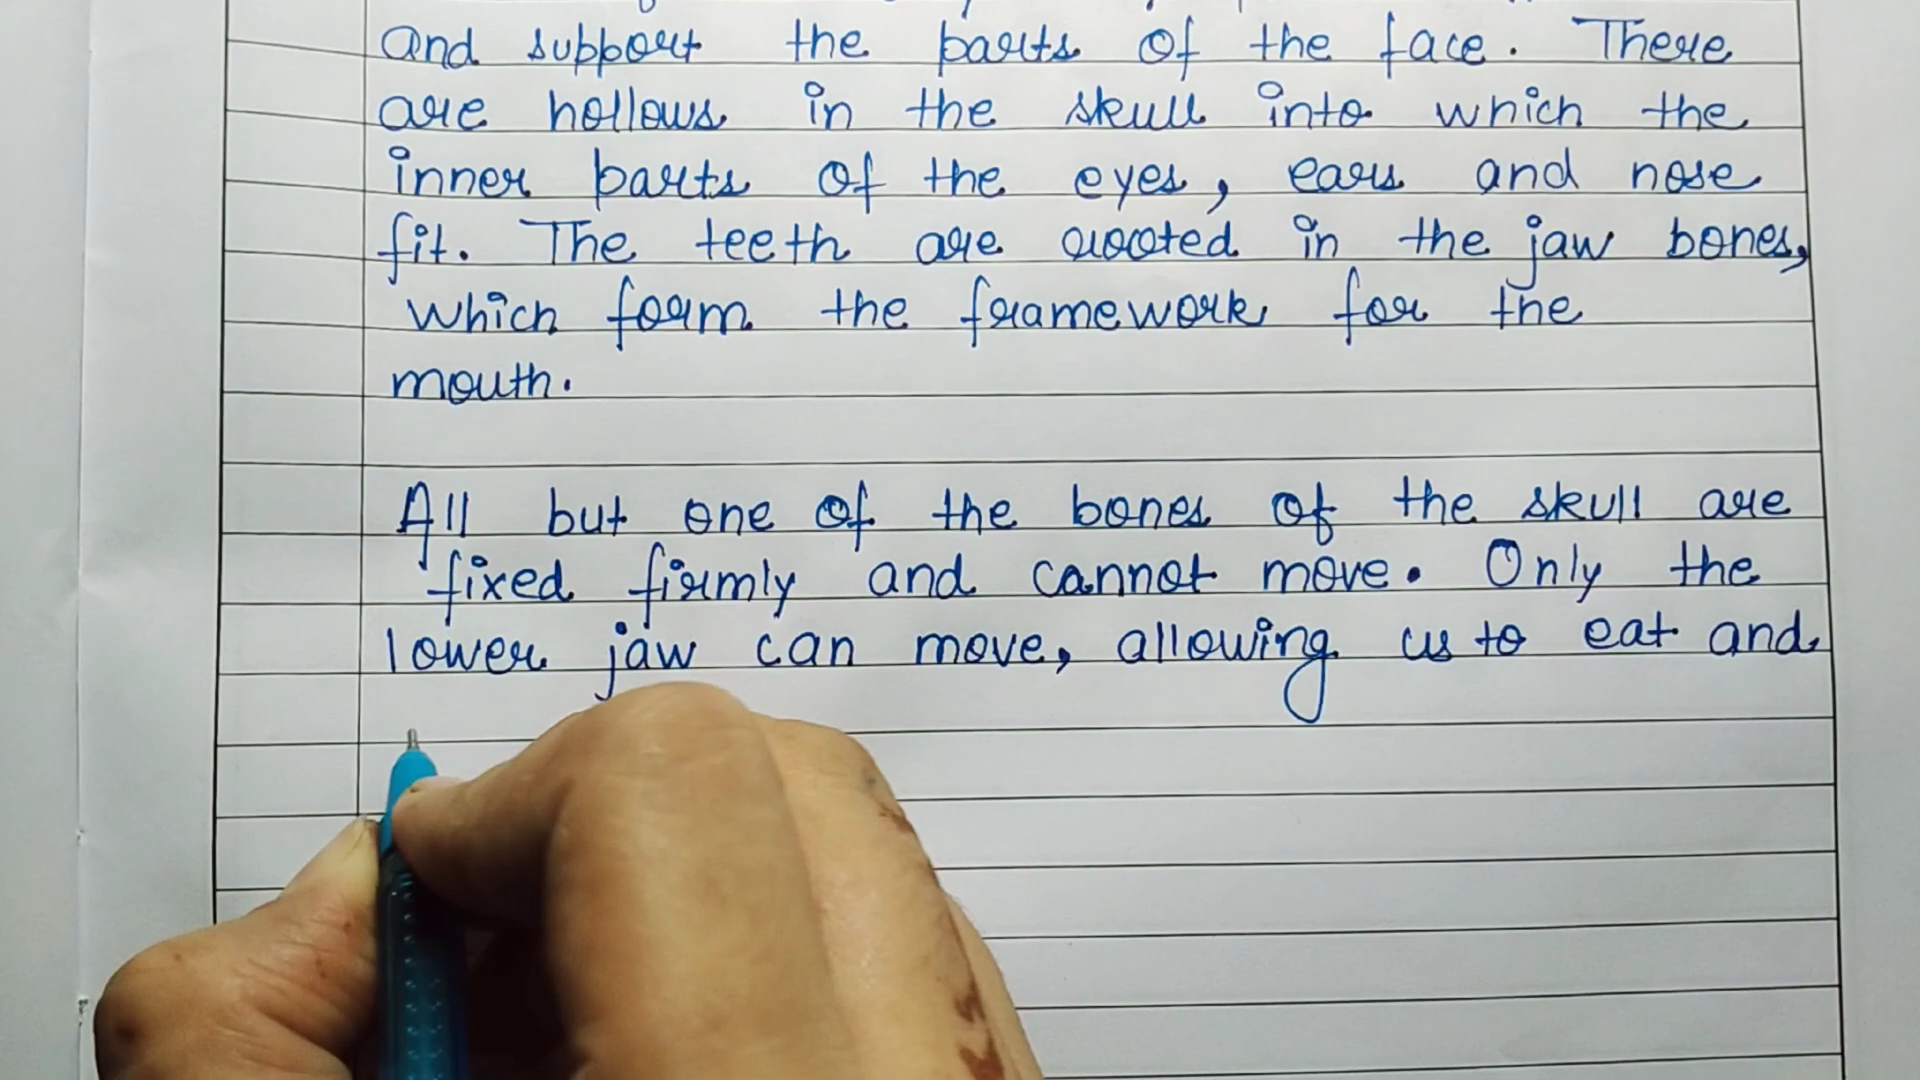 and support the parts of the face. There
are hollows in the skull into which the
inner parts of the eyes, ears and nose
fit. The teeth are rooted in the jaw bones,
which form the framework for the
mouth.
All but one of the bones of the skull are
fixed firmly and cannot move. Only the
lower jaw can move, allowing us to eat and